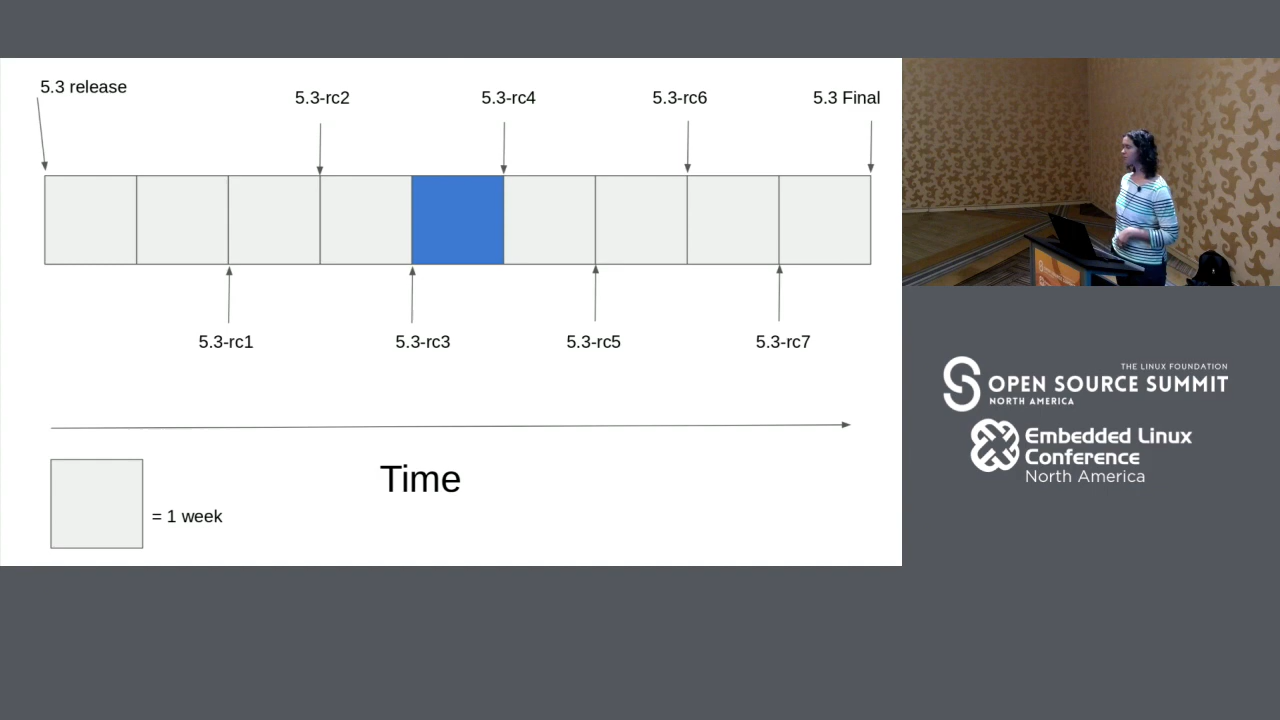 5.3 release
5.3-rc2
5.3-rc4
5.3-rc6
5.3 Final
5.3-rc1
5.3-rc3
5.3-rc5
5.3-rc7
Time
= 1 week
THE LINUX FOUNDATION
OPEN SOURCE SUMMIT
NORTH AMERICA
Embedded Linux
Conference
North America